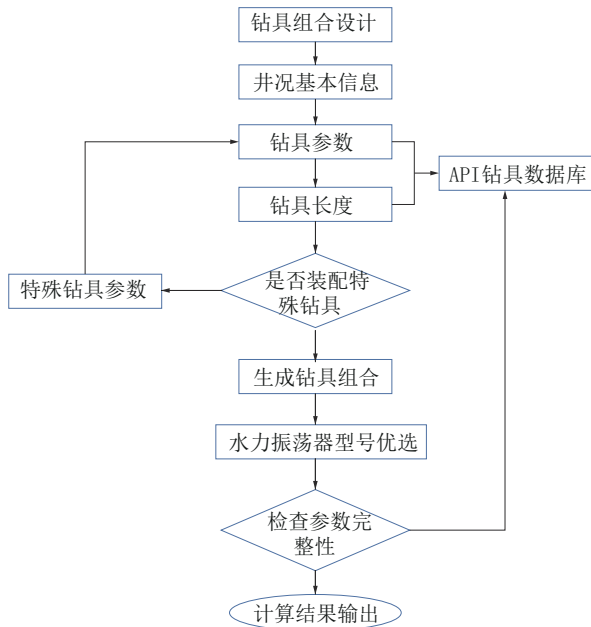 钻具组合设计
井况基本信息
钻具参数
API钻具数据库
钻具长度
是否装配特
殊钻具
特殊钻具参数
生成钻具组合
水力振荡器型号优选
检查参数完
整性
计算结果输出